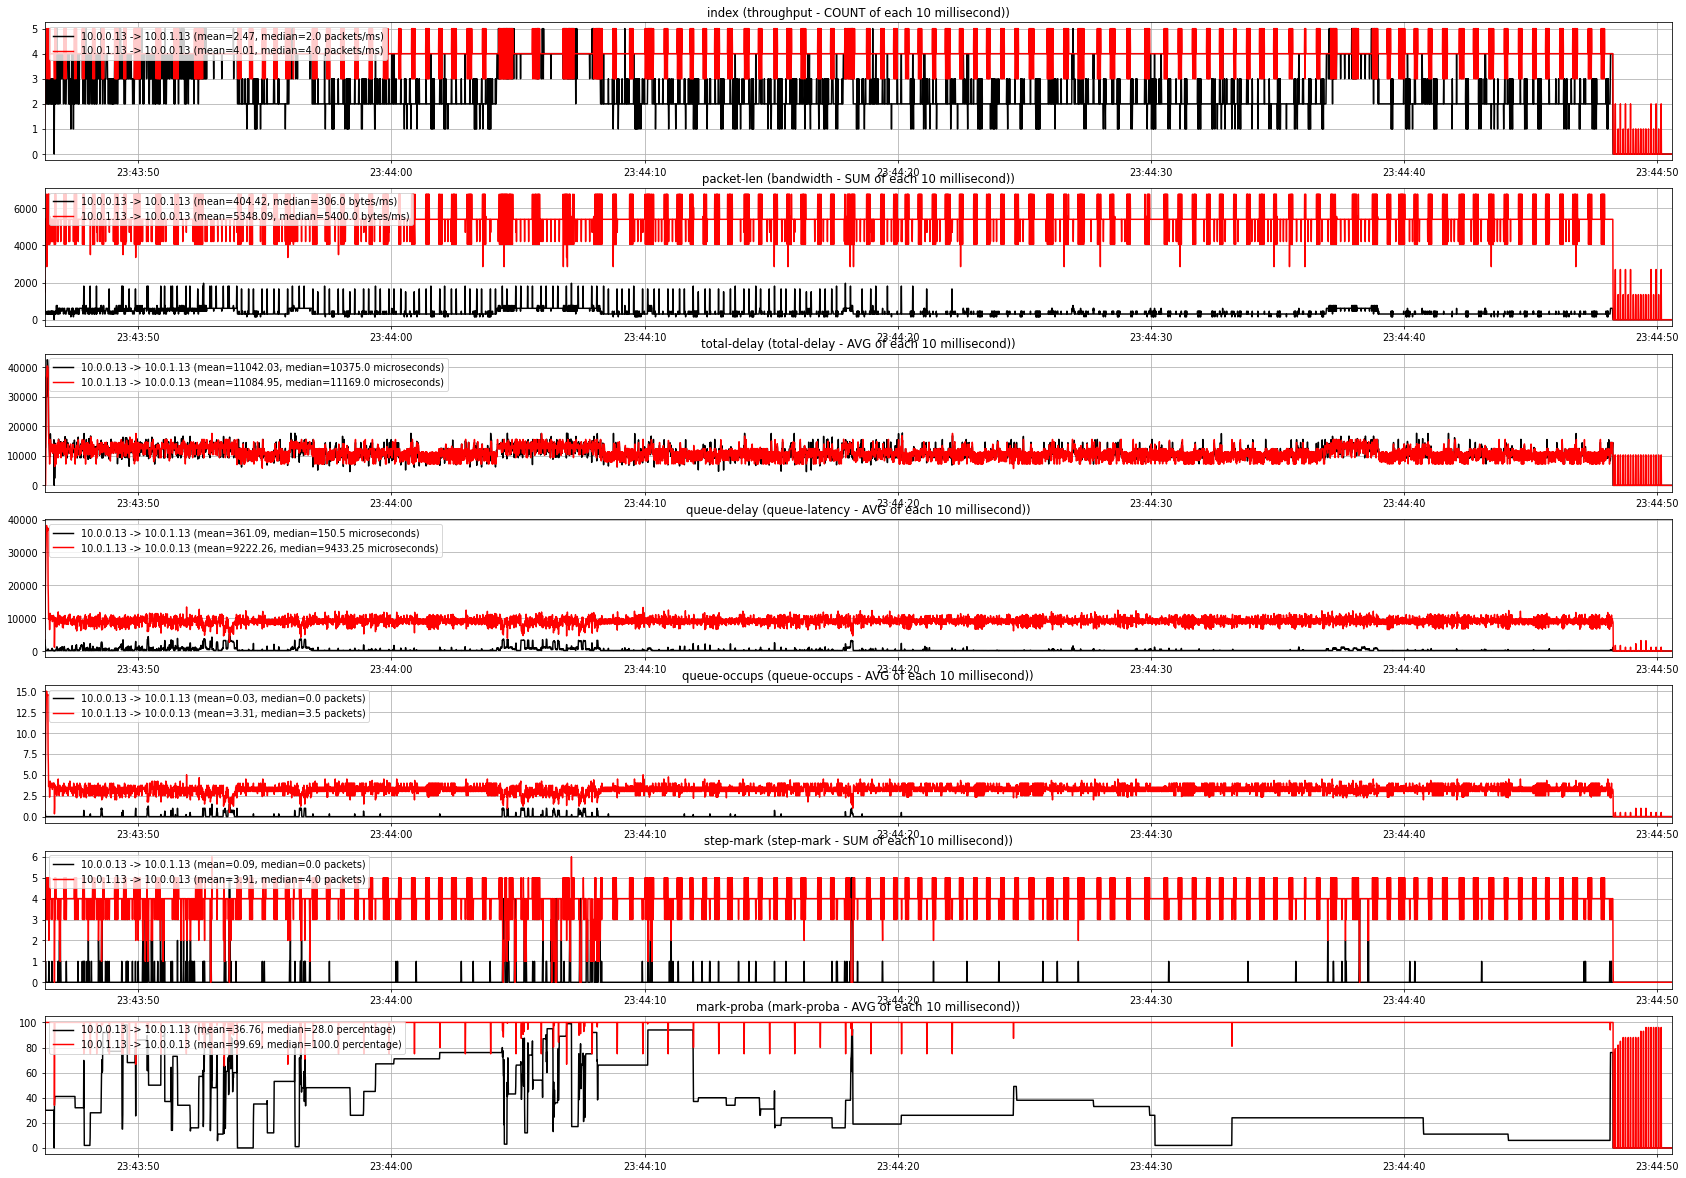 index (throughput - COUNT of each 10 millisecond))
10.0.0.13 -> 10.0.1.13 (mean=2.47, median=2.0 packets/ms)
10.0.1.13 -> 10.0.0.13 (mean=4.01, median=4.0 packets/ms)
5
4
3
2
1
0
23:43:50 23:44:00 23:44:10 23:44:20 23:44:30 23:44:40 23:44:50
packet-len (bandwidth - SUM of each 10 millisecond))
10.0.0.13 -> 10.0.1.13 (mean=404.42, median=306.0 bytes/ms)
10.0.1.13 -> 10.0.0.13 (mean=5348.09, median=5400.0 bytes/ms)
6000
4000
2000
0
23:43:50 23:44:00 23:44:10 23:44:20 23:44:30 23:44:40 23:44:50
total-delay (total-delay - AVG of each 10 millisecond))
10.0.0.13 -> 10.0.1.13 (mean=11042.03, median=10375.0 microseconds)
10.0.1.13 -> 10.0.0.13 (mean=11084.95, median=11169.0 microseconds)
40000
30000
20000
10000
0
23:43:50 23:44:00 23:44:10 23:44:20 23:44:30 23:44:40 23:44:50
queue-delay (queue-latency - AVG of each 10 millisecond))
10.0.0.13 -> 10.0.1.13 (mean=361.09, median=150.5 microseconds)
10.0.1.13 -> 10.0.0.13 (mean=9222.26, median=9433.25 microseconds)
40000
30000
20000
10000
0
23:43:50 23:44:00 23:44:10 23:44:20 23:44:30 23:44:40 23:44:50
queue-occups (queue-occups - AVG of each 10 millisecond))
10.0.0.13 -> 10.0.1.13 (mean=0.03, median=0.0 packets)
10.0.1.13 -> 10.0.0.13 (mean=3.31, median=3.5 packets)
15.0
12.5
10.0
7.5
5.0
2.5
0.0
23:43:50 23:44:00 23:44:10 23:44:20 23:44:30 23:44:40 23:44:50
step-mark (step-mark - SUM of each 10 millisecond))
10.0.0.13 -> 10.0.1.13 (mean=0.09, median=0.0 packets)
10.0.1.13 -> 10.0.0.13 (mean=3.91, median=4.0 packets)
6
5
4
3
2
1
0
23:43:50 23:44:00 23:44:10 23:44:20 23:44:30 23:44:40 23:44:50
mark-proba (mark-proba - AVG of each 10 millisecond))
10.0.0.13 -> 10.0.1.13 (mean=36.76, median=28.0 percentage)
10.0.1.13 -> 10.0.0.13 (mean=99.69, median=100.0 percentage)
100
80
60
40
20
0
23:43:50 23:44:00 23:44:10 23:44:20 23:44:30 23:44:40 23:44:50